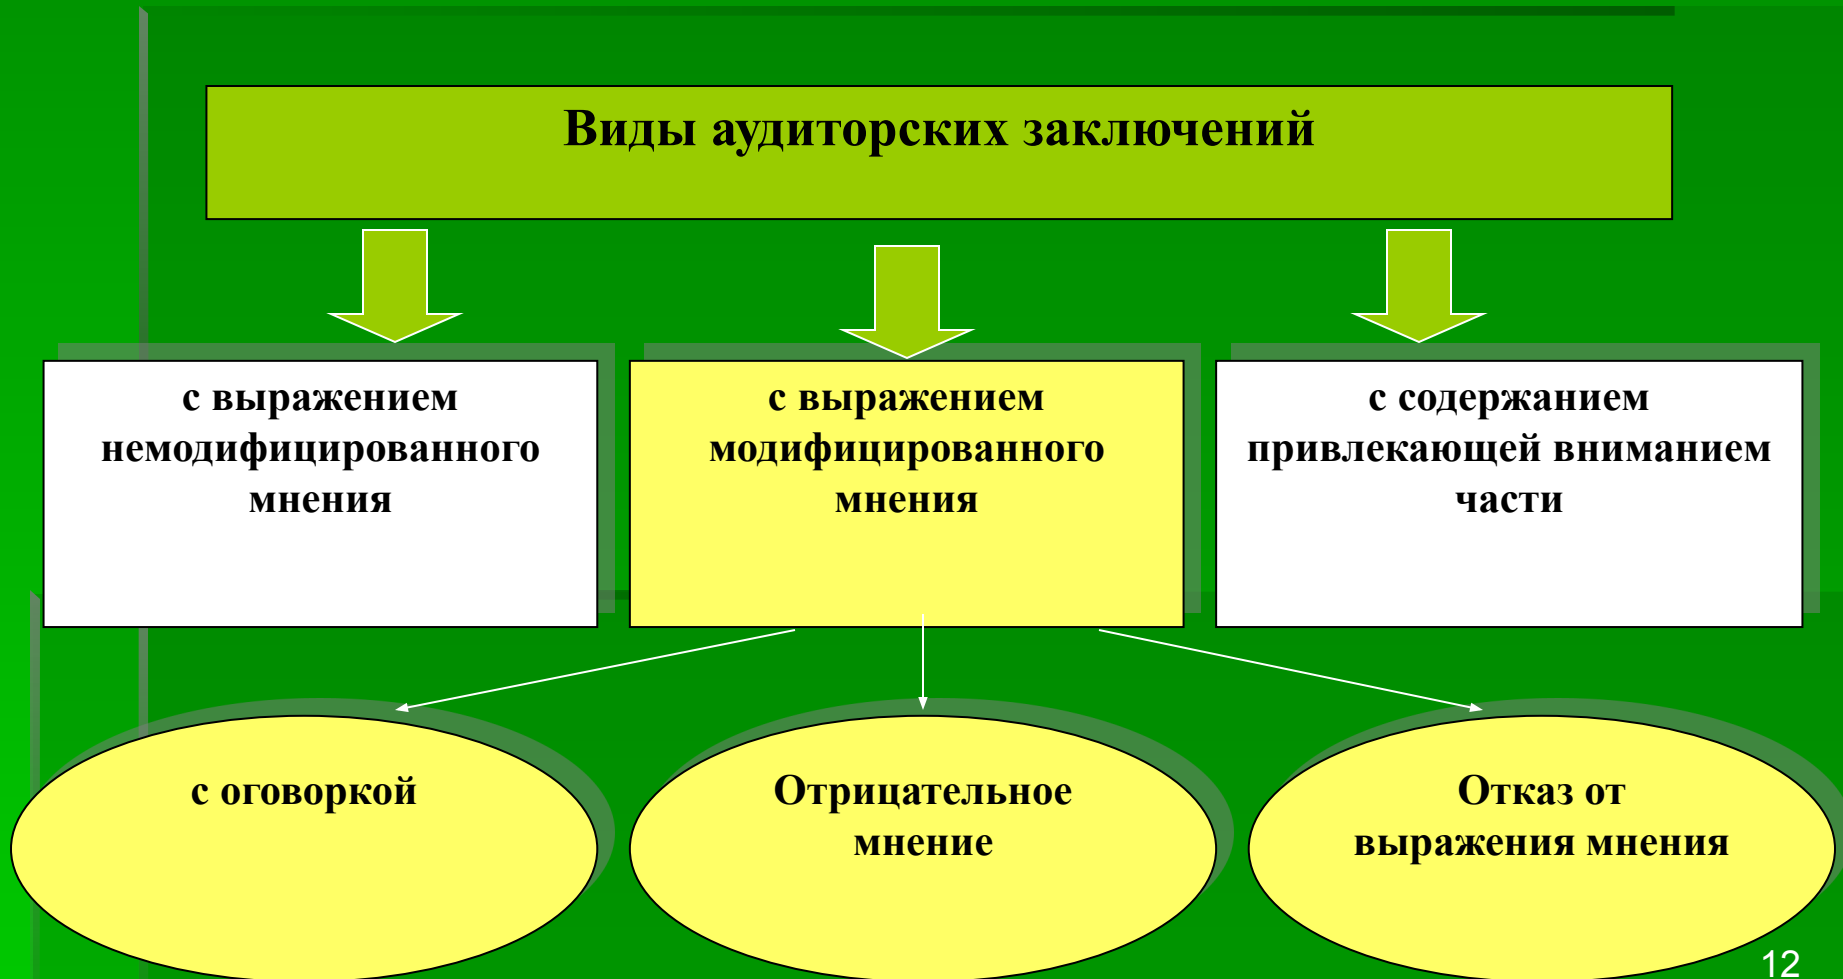 Виды аудиторских заключений
с выражением
немодифицированного
мнения
с выражением
модифицированного
мнения
с содержанием
привлекающей вниманием
части
с оговоркой
Отрицательное
мнение
Отказ от
выражения мнения
12